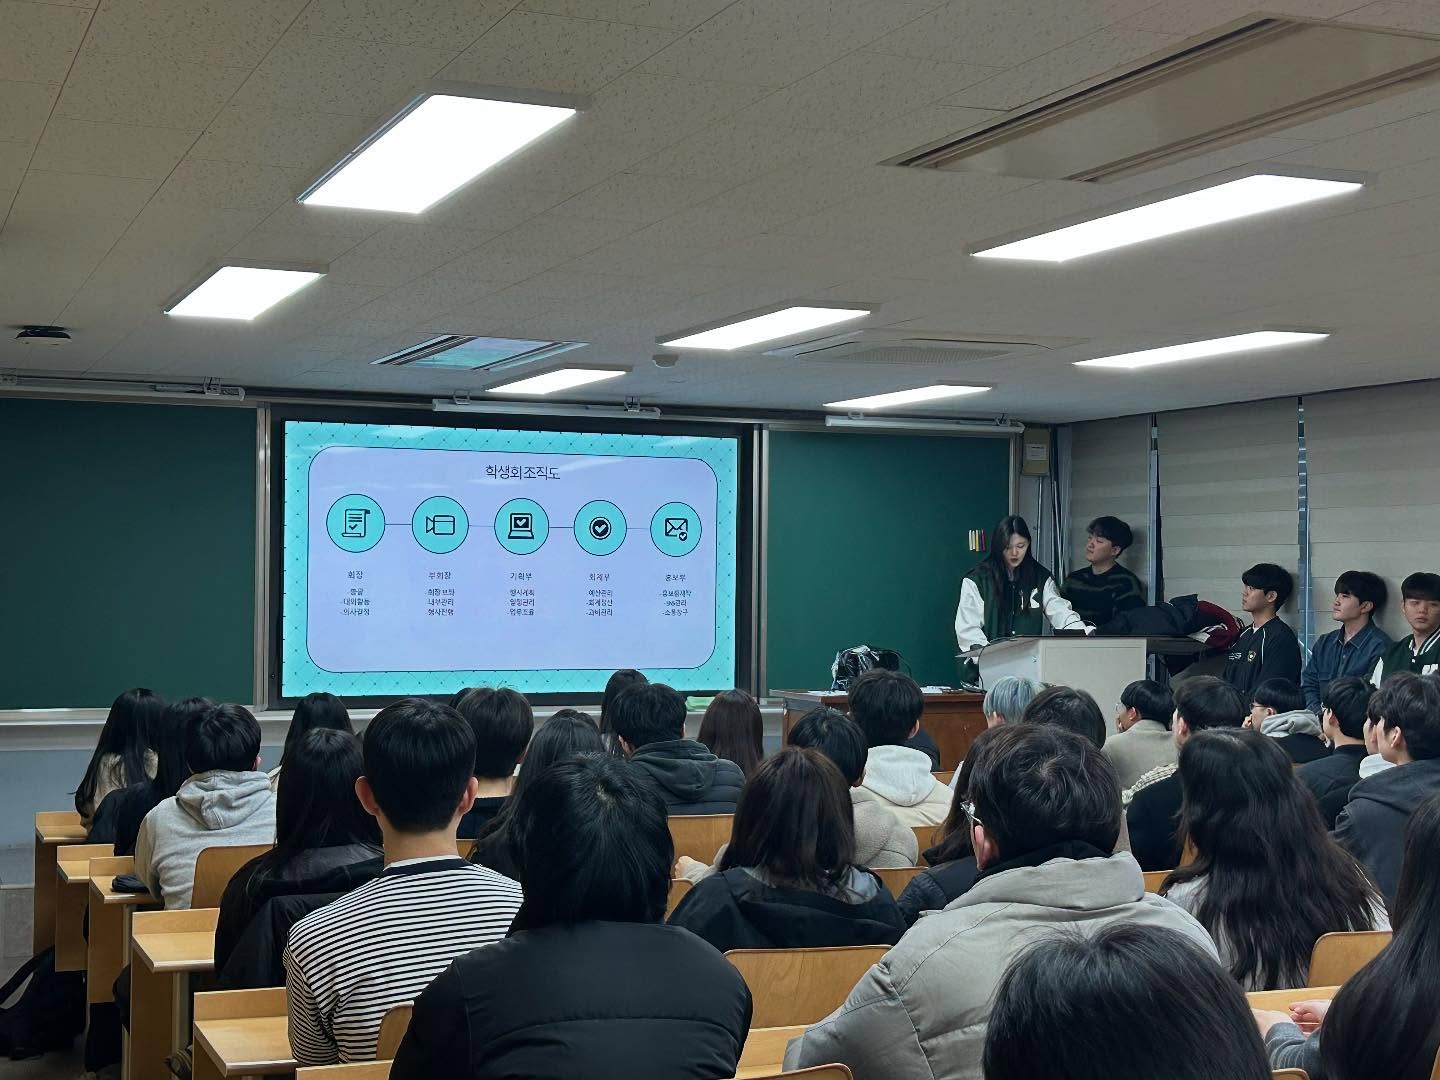 학생회조직도
회장
-총괄
-대외활동
-의사결정
부회장
-회장 보좌
-내부관리
-행사진행
기획부
-행사계획
-일정관리
-업무조율
회계부
-예산관리
-회계정산
-과비관리
홍보부
-홍보물제작
-SNS관리
-소통창구